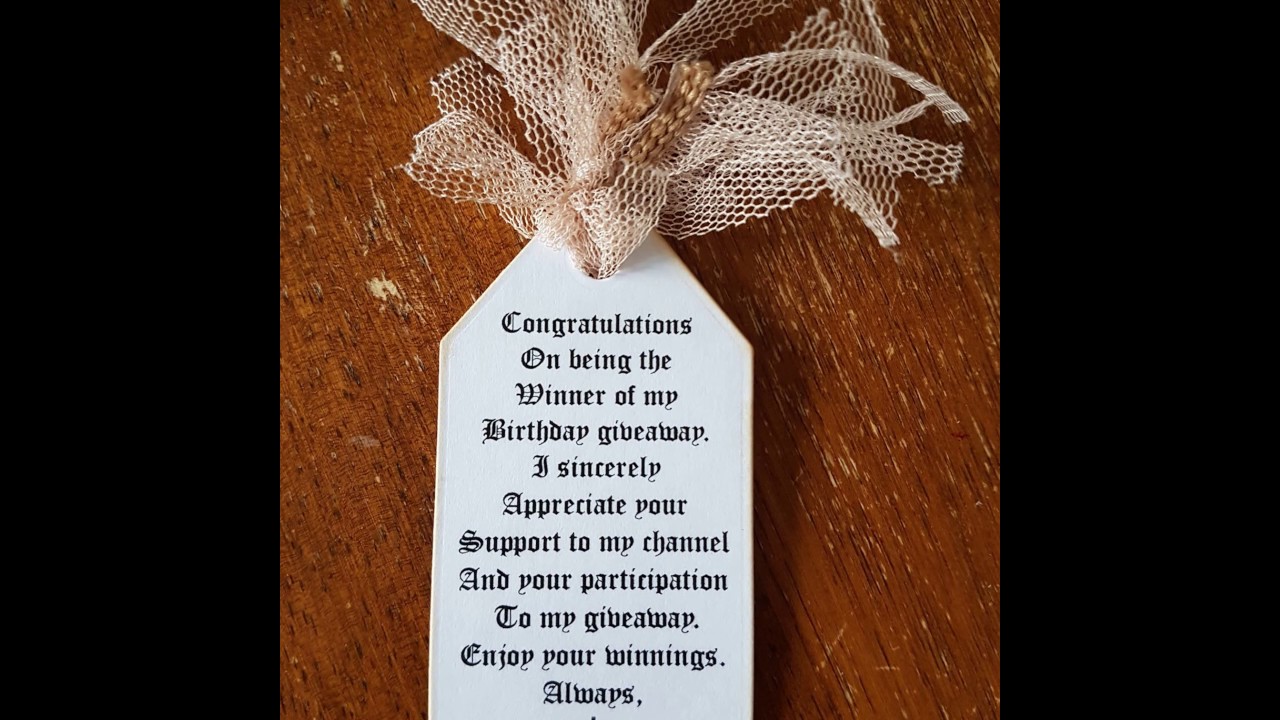 Congratulations
On being the
Winner of my
Birthday giveaway.
I sincerely
Appreciate your
Support to my channel
And your participation
To my giveaway.
Enjoy your winnings.
Always,